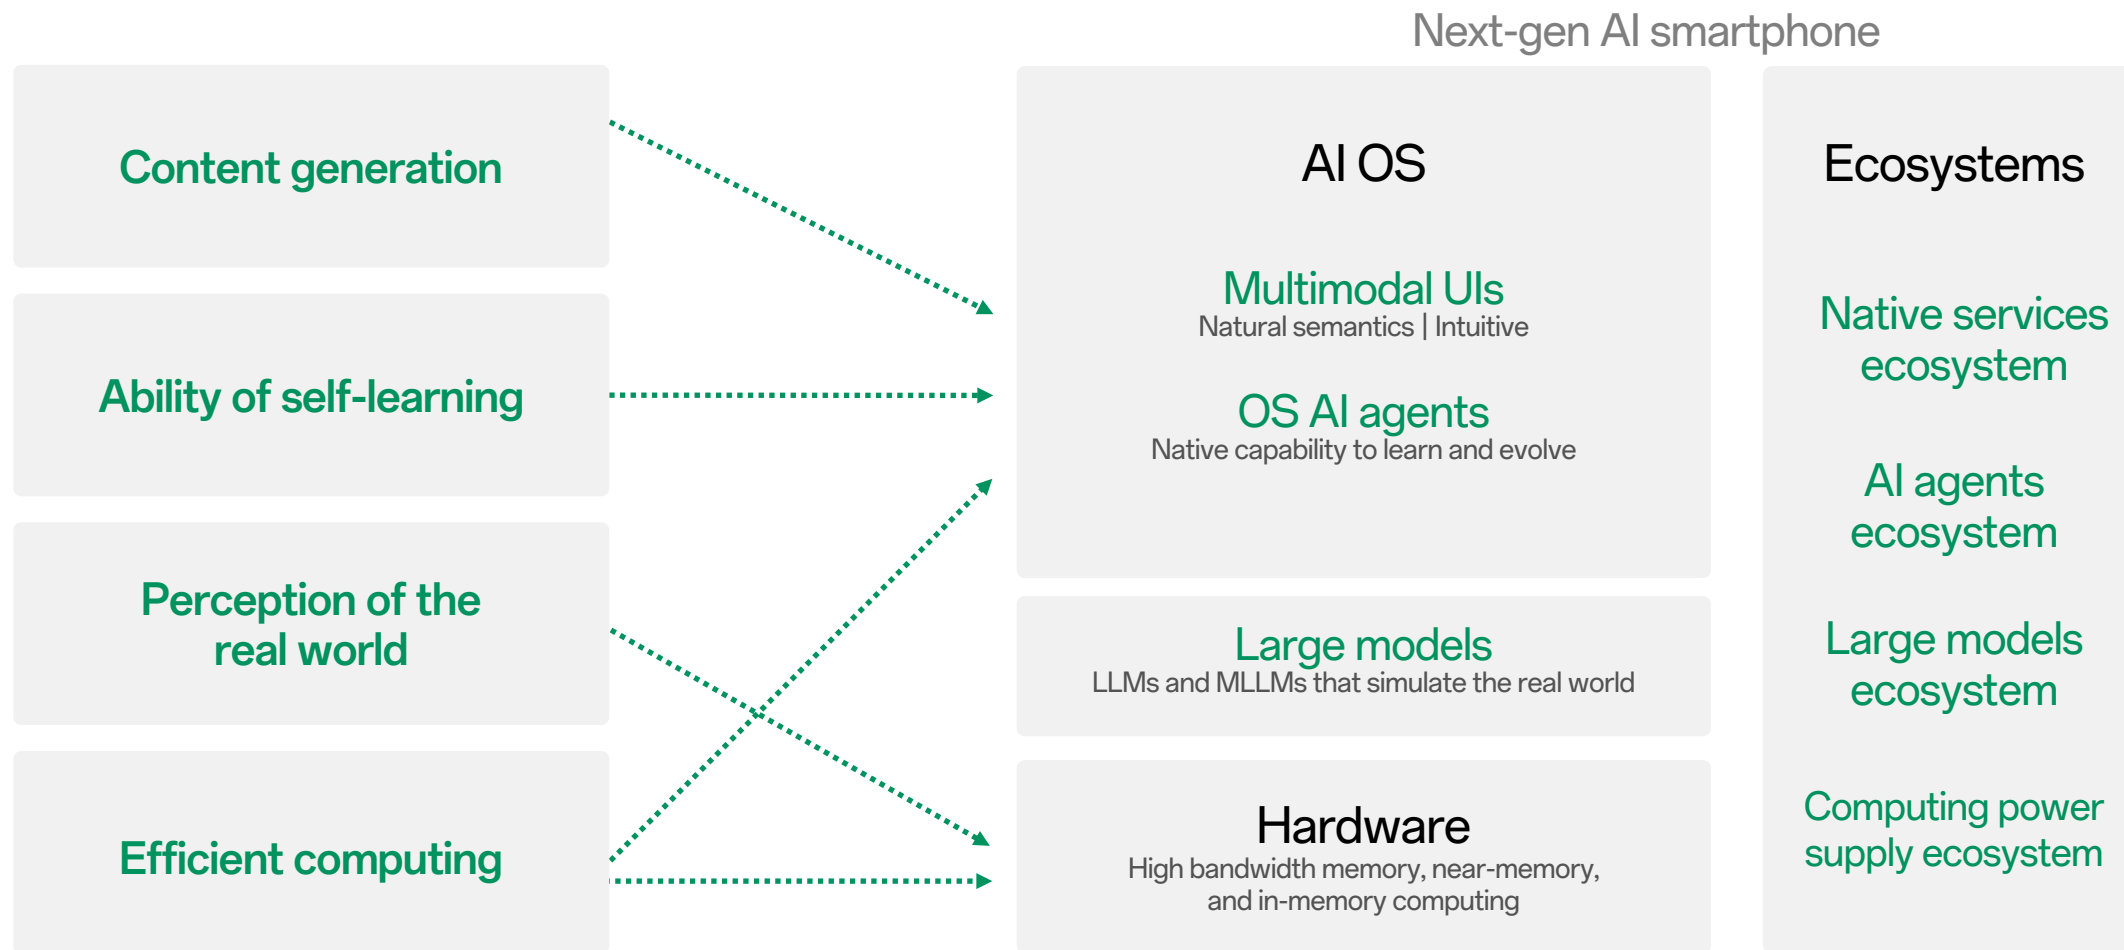 Next-gen AI smartphone
Content generation
Ability of self-learning
Perception of the
real world
Efficient computing
AI OS
Multimodal UIs
Natural semantics | Intuitive
OS AI agents
Native capability to learn and evolve
Large models
LLMs and MLLMs that simulate the real world
Hardware
High bandwidth memory, near-memory,
and in-memory computing
Ecosystems
Native services
ecosystem
AI agents
ecosystem
Large models
ecosystem
Computing power
supply ecosystem